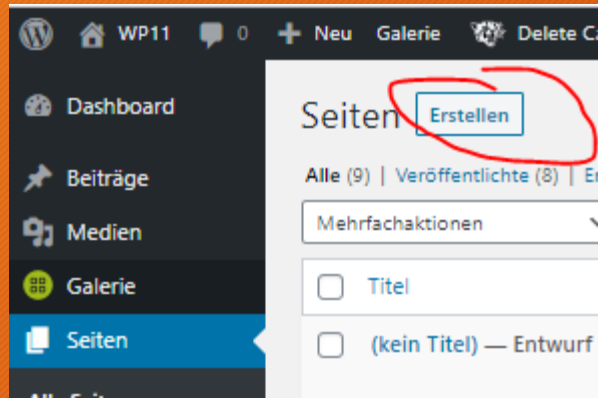 WP11 0 Neu Galerie Delete
Dashboard
Beiträge
Medien
Galerie
Seiten
Seiten Erstellen
Alle (9) | Veröffentlichte (8) |
Mehrfachaktionen
Titel
(kein Titel) — Entwurf